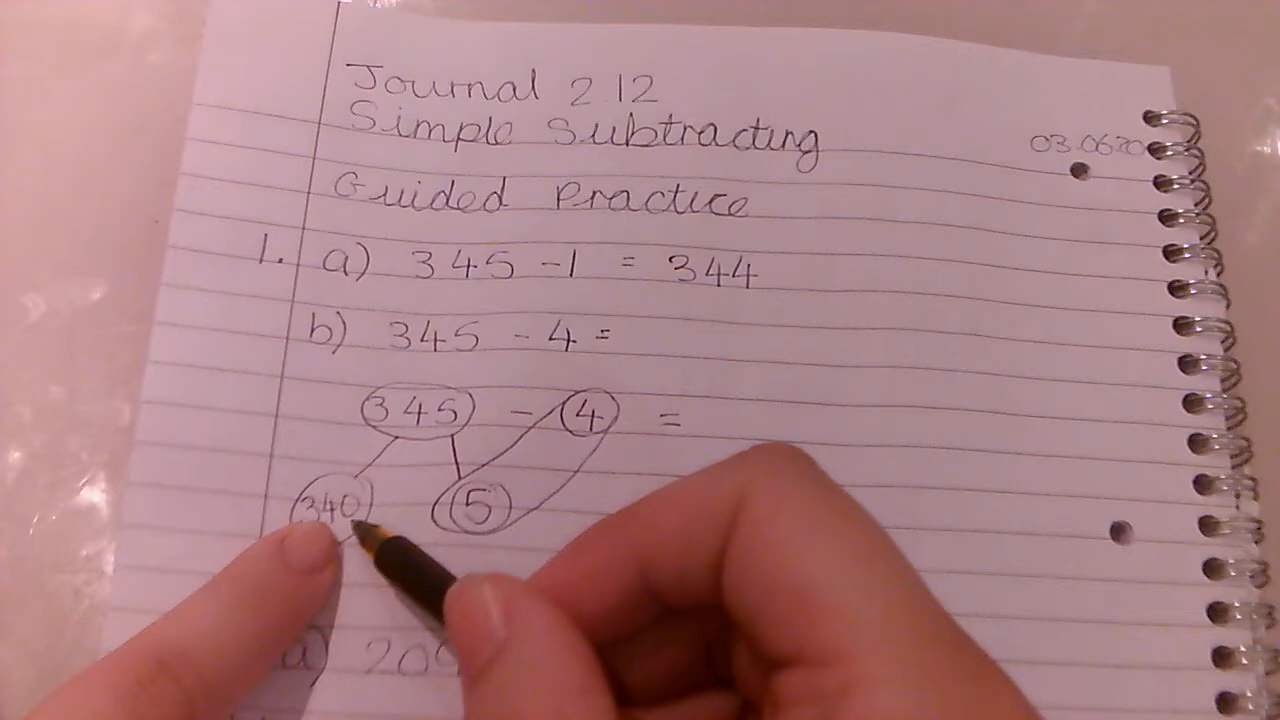 Journal 2 12
Simple Subtracting
03.06.20
Guided Practice
1. a) 345 - 1 = 344
b) 345 - 4 =
345 - 4 =
340 5
a) 209